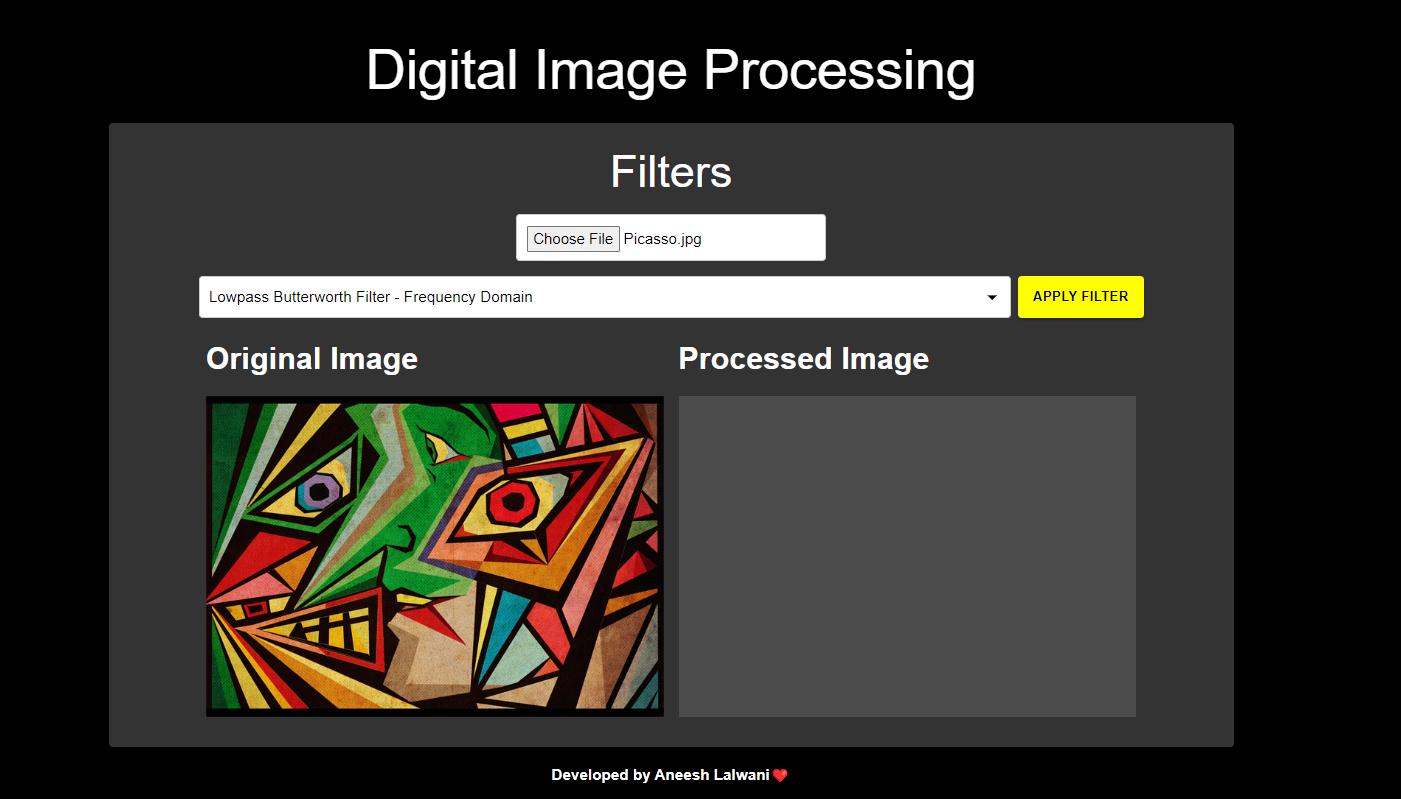 Digital Image Processing
Filters
Choose File Picasso.jpg
Lowpass Butterworth Filter - Frequency Domain
APPLY FILTER
Original Image
Processed Image
Developed by Aneesh Lalwani❤️